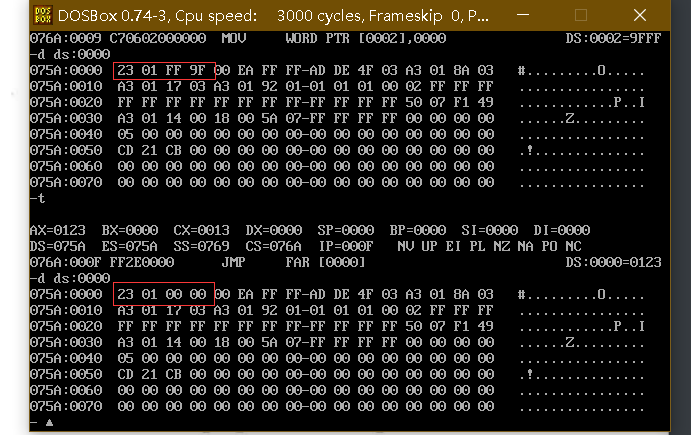 DOSBox 0.74-3, Cpu speed:    3000 cycles, Frameskip  0, P...
076A:0009 C70602000000  MOV     WORD PTR [0002],0000               DS:0002=9FFF
-d ds:0000
075A:0000  23 01 FF 9F 00 EA FF FF-AD DE 4F 03 A3 01 8A 03   #.........O.....
075A:0010  A3 01 17 03 A3 01 92 01-01 01 01 00 02 FF FF FF   ................
075A:0020  FF FF FF FF FF FF FF FF-FF FF FF FF 50 07 F1 49   ............P..I
075A:0030  A3 01 14 00 18 00 5A 07-FF FF FF FF 00 00 00 00   ......Z.........
075A:0040  05 00 00 00 00 00 00 00-00 00 00 00 00 00 00 00   ................
075A:0050  CD 21 CB 00 00 00 00 00-00 00 00 00 00 00 00 00   .!..............
075A:0060  00 00 00 00 00 00 00 00-00 00 00 00 00 00 00 00   ................
075A:0070  00 00 00 00 00 00 00 00-00 00 00 00 00 00 00 00   ................
-t
AX=0123  BX=0000  CX=0013  DX=0000  SP=0000  BP=0000  SI=0000  DI=0000
DS=075A  ES=075A  SS=0769  CS=076A  IP=000F   NV UP EI PL NZ NA PO NC
076A:000F FF2E0000      JMP     FAR [0000]                         DS:0000=0123
-d ds:0000
075A:0000  23 01 00 00 00 EA FF FF-AD DE 4F 03 A3 01 8A 03   #.........O.....
075A:0010  A3 01 17 03 A3 01 92 01-01 01 01 00 02 FF FF FF   ................
075A:0020  FF FF FF FF FF FF FF FF-FF FF FF FF 50 07 F1 49   ............P..I
075A:0030  A3 01 14 00 18 00 5A 07-FF FF FF FF 00 00 00 00   ......Z.........
075A:0040  05 00 00 00 00 00 00 00-00 00 00 00 00 00 00 00   ................
075A:0050  CD 21 CB 00 00 00 00 00-00 00 00 00 00 00 00 00   .!..............
075A:0060  00 00 00 00 00 00 00 00-00 00 00 00 00 00 00 00   ................
075A:0070  00 00 00 00 00 00 00 00-00 00 00 00 00 00 00 00   ................
-